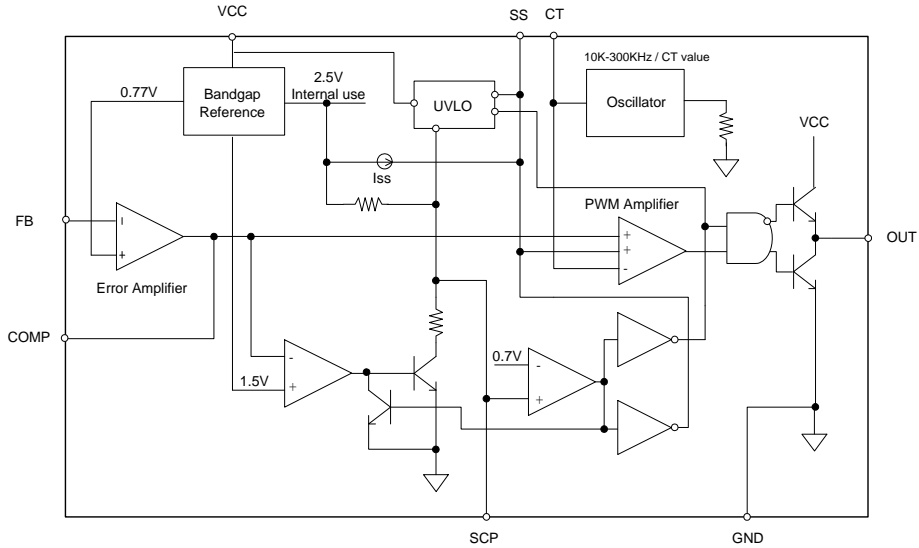 VCC
SS
CT
10K-300KHz / CT value
2.5V
Internal use
0.77V
Bandgap
Reference
UVLO
Oscillator
VCC
Iss
PWM Amplifier
FB
-
+
+
+
-
OUT
Error Amplifier
COMP
0.7V
-
+
-
+
1.5V
SCP
GND